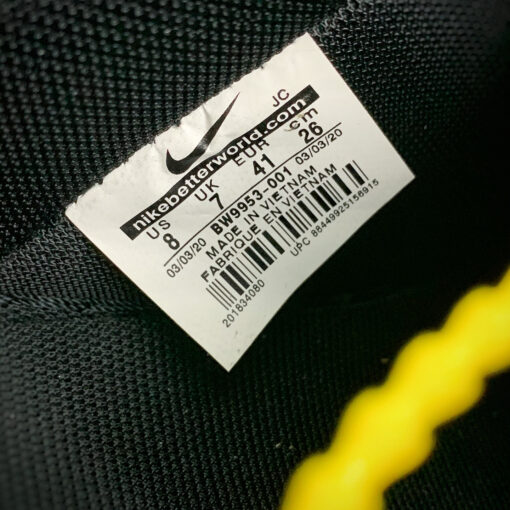 JC
nikebetterworld.com
US UK EUR cm
8 7 41 26
03/03/20 BW9953-001 03/03/20
MADE IN VIETNAM
FABRIQUE EN VIETNAM
UPC 88449925158915
201834080